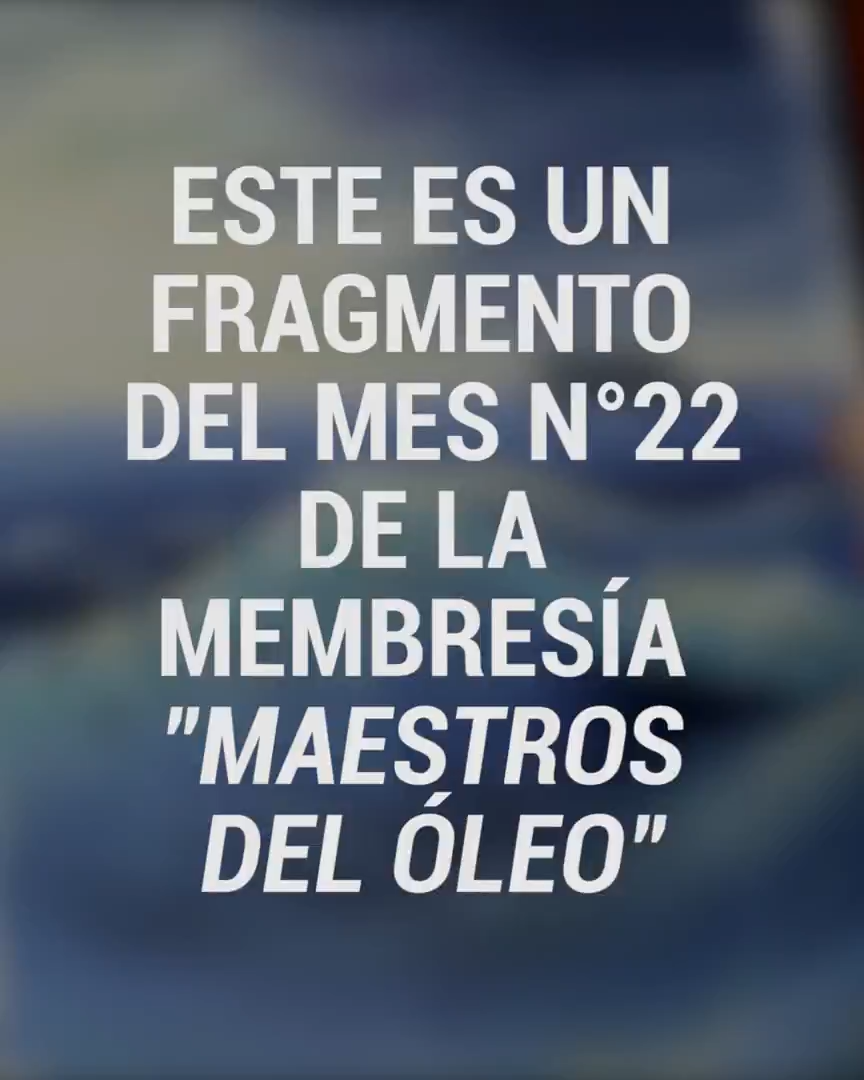 ESTE ES UN
FRAGMENTO
DEL MES N°22
DE LA
MEMBRESÍA
"MAESTROS
DEL ÓLEO"